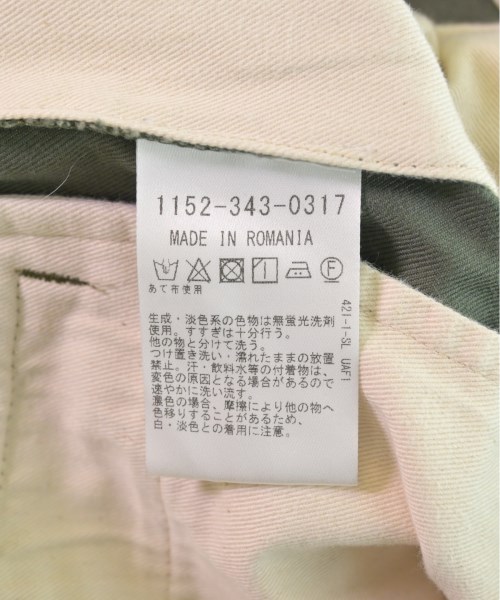 1152-343-0317
MADE IN ROMANIA
あて布使用
生成・淡色系の色物は無蛍光洗剤
使用。すすぎは十分行う。
他の物と分けて洗う。
つけ置き洗い・濡れたままの放置
禁止。汗・飲料水等の付着物は、
変色の原因となる場合があるので
速やかに洗い流す。
濃色の場合、摩擦により他の物へ
色移りすることがあるため、
白・淡色との着用に注意。
421-1-SL UAF1